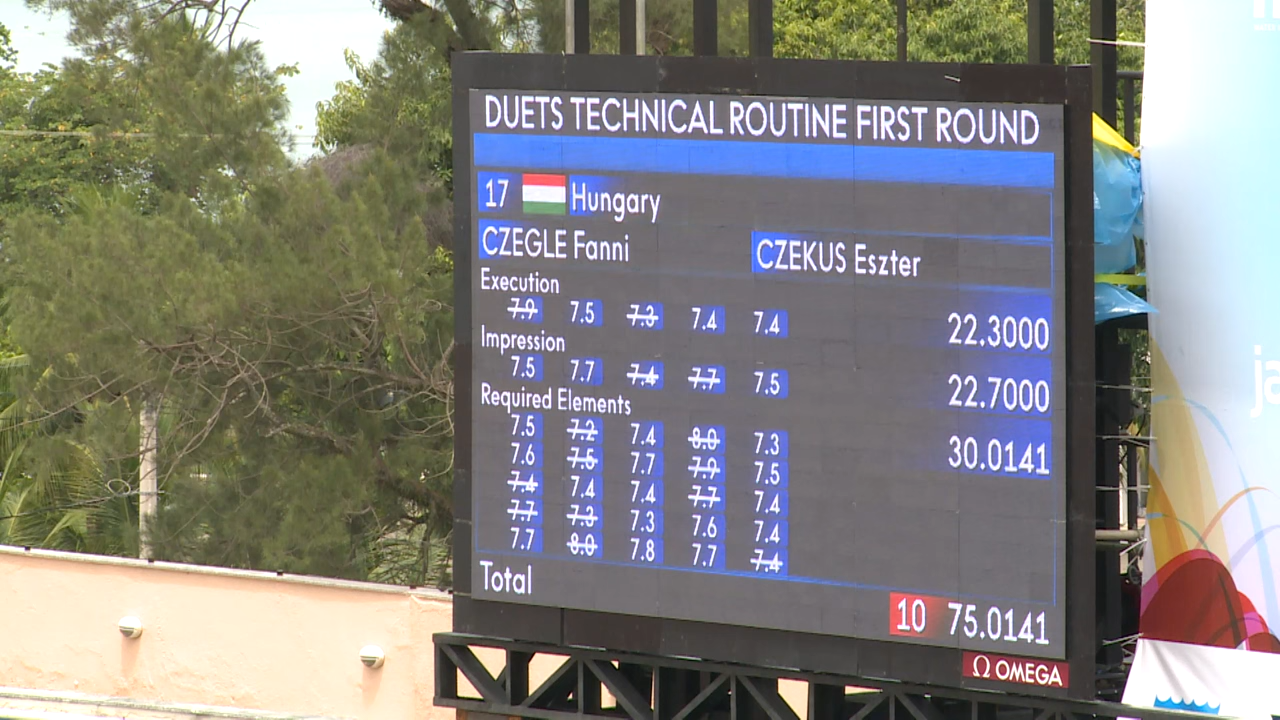 DUETS TECHNICAL ROUTINE FIRST ROUND
17 Hungary
CZEGLE Fanni CZEKUS Eszter
Execution
7.9 7.5 7.3 7.4 7.4 22.3000
Impression
7.5 7.7 7.4 7.7 7.5 22.7000
Required Elements
7.5 7.2 7.4 8.0 7.3 30.0141
7.6 7.5 7.7 7.9 7.5
7.4 7.4 7.4 7.7 7.4
7.7 7.3 7.3 7.6 7.4
7.7 8.0 7.8 7.7 7.4
Total 10 75.0141
Ω OMEGA
ja